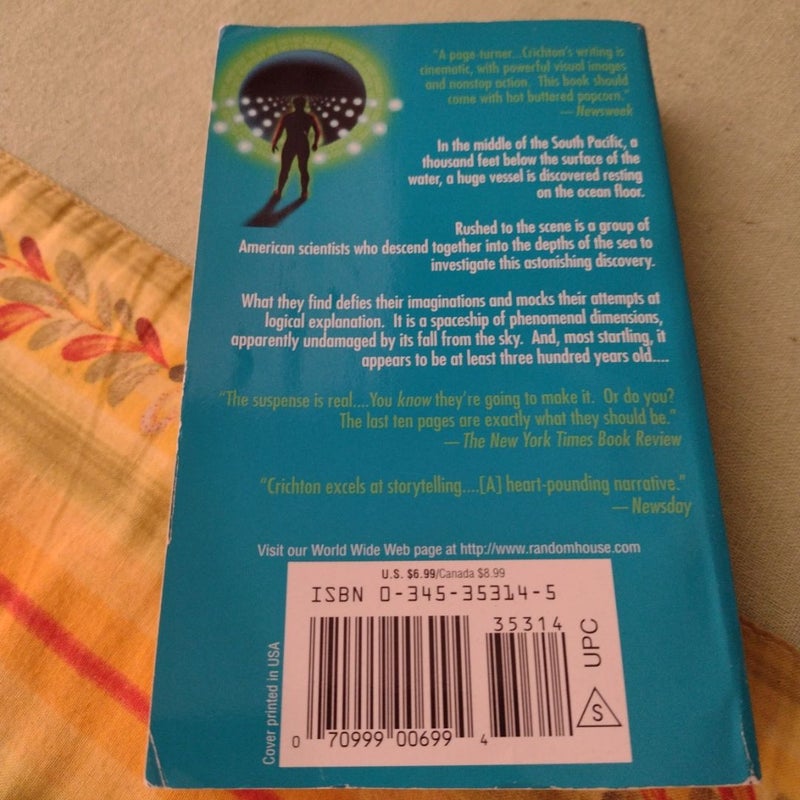 "A page-turner...Crichton's writing is
cinematic, with powerful visual images
and nonstop action. This book should
come with hot buttered popcorn."
—Newsweek
In the middle of the South Pacific, a
thousand feet below the surface of the
water, a huge vessel is discovered resting
on the ocean floor.
Rushed to the scene is a group of
American scientists who descend together into the depths of the sea to
investigate this astonishing discovery.
What they find defies their imaginations and mocks their attempts at
logical explanation. It is a spaceship of phenomenal dimensions,
apparently undamaged by its fall from the sky. And, most startling, it
appears to be at least three hundred years old....
"The suspense is real....You know they're going to make it. Or do you?
The last ten pages are exactly what they should be."
—The New York Times Book Review
"Crichton excels at storytelling....[A] heart-pounding narrative."
—Newsday
Visit our World Wide Web page at http://www.randomhouse.com
U.S. $6.99/Canada $8.99
ISBN 0-345-35314-5
35314
UPC
S
0 70999 00699 4
Cover printed in USA